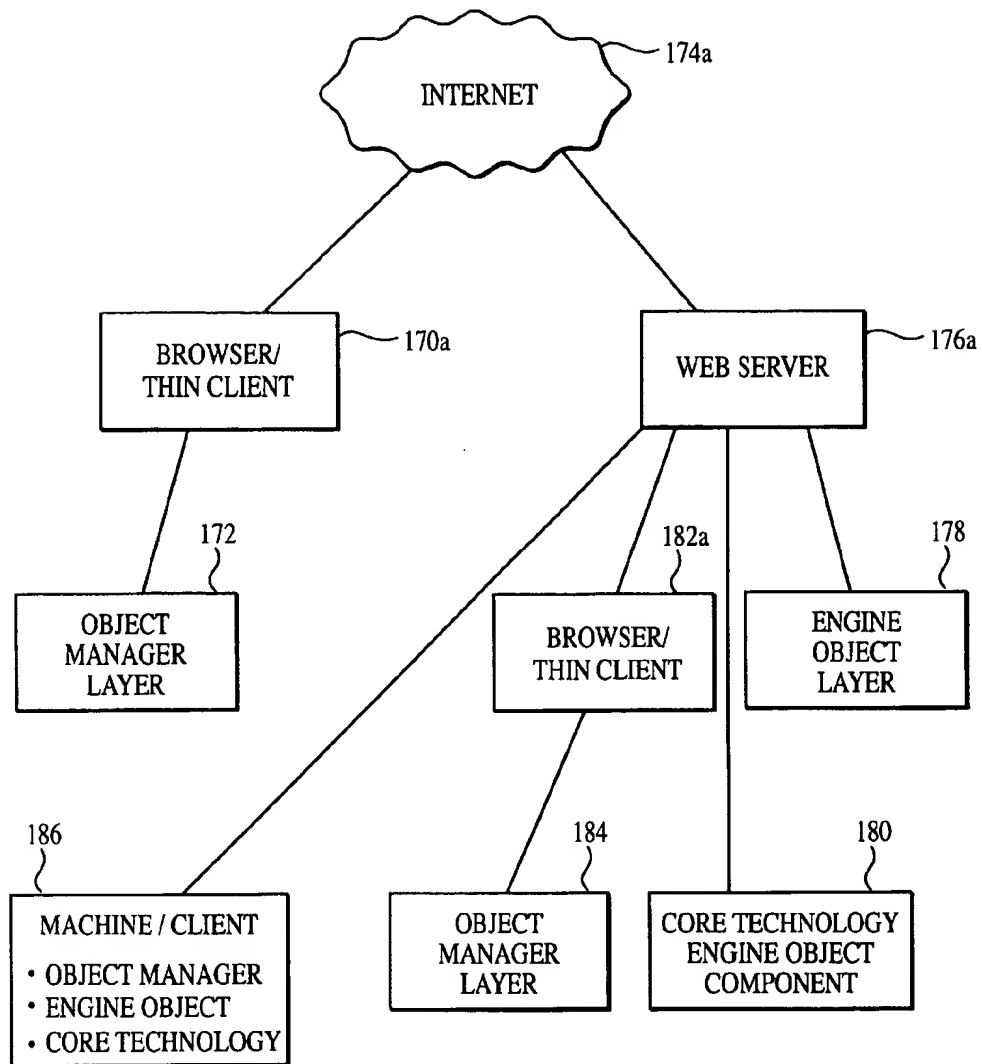 174a
INTERNET
BROWSER/
THIN CLIENT
170a
WEB SERVER
176a
172
OBJECT
MANAGER
LAYER
182a
BROWSER/
THIN CLIENT
178
ENGINE
OBJECT
LAYER
186
MACHINE / CLIENT
• OBJECT MANAGER
• ENGINE OBJECT
• CORE TECHNOLOGY
184
OBJECT
MANAGER
LAYER
180
CORE TECHNOLOGY
ENGINE OBJECT
COMPONENT